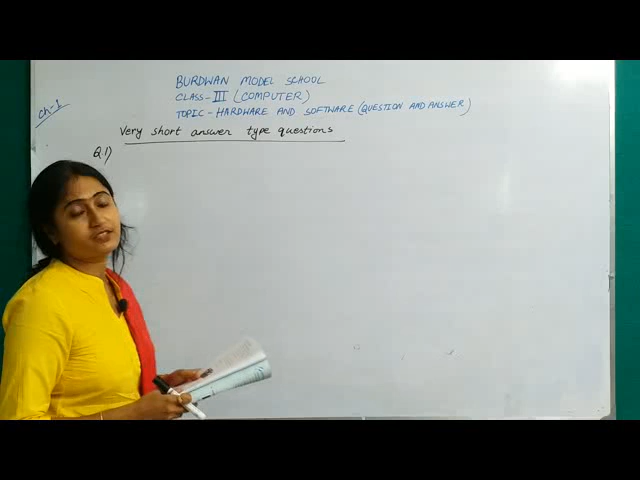 Ch-1
BURDWAN MODEL SCHOOL
CLASS-III (COMPUTER)
TOPIC - HARDWARE AND SOFTWARE (QUESTION AND ANSWER)
Very short answer type questions
Q1)